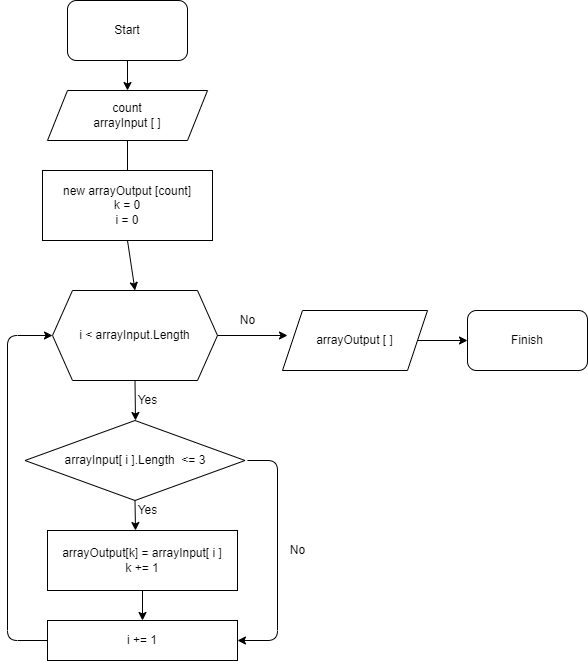 Start
count
arrayInput [ ]
new arrayOutput [count]
k = 0
i = 0
i < arrayInput.Length
No
arrayOutput [ ]
Finish
Yes
arrayInput[ i ].Length <= 3
Yes
No
arrayOutput[k] = arrayInput[ i ]
k += 1
i += 1